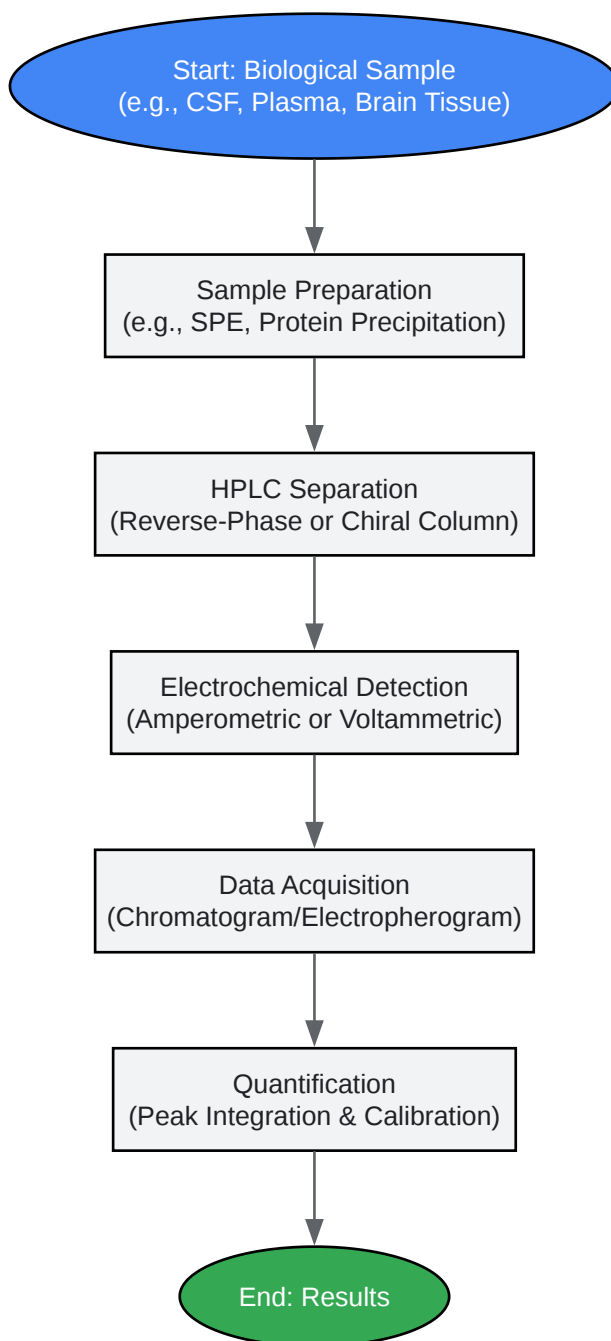 Start: Biological Sample
(e.g., CSF, Plasma, Brain Tissue)
Sample Preparation
(e.g., SPE, Protein Precipitation)
HPLC Separation
(Reverse-Phase or Chiral Column)
Electrochemical Detection
(Amperometric or Voltammetric)
Data Acquisition
(Chromatogram/Electropherogram)
Quantification
(Peak Integration & Calibration)
End: Results